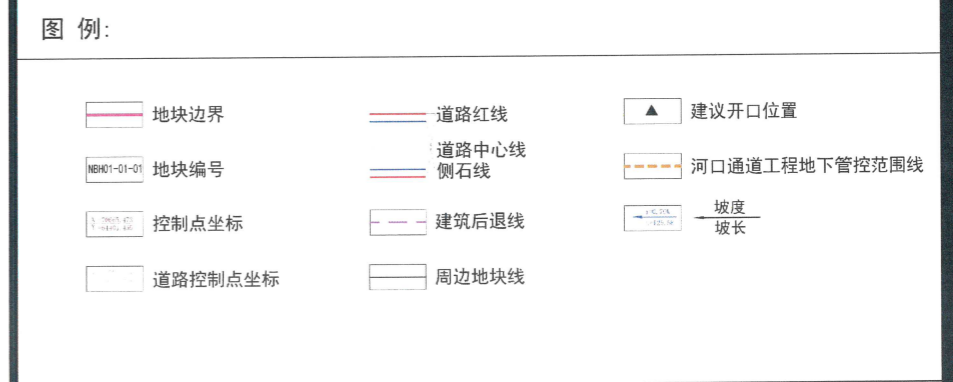 图 例:
地块边界
NBH01-01-01 地块编号
控制点坐标
道路控制点坐标
道路红线
道路中心线
侧石线
建筑后退线
周边地块线
▲ 建议开口位置
河口通道工程地下管控范围线
坡度
坡长